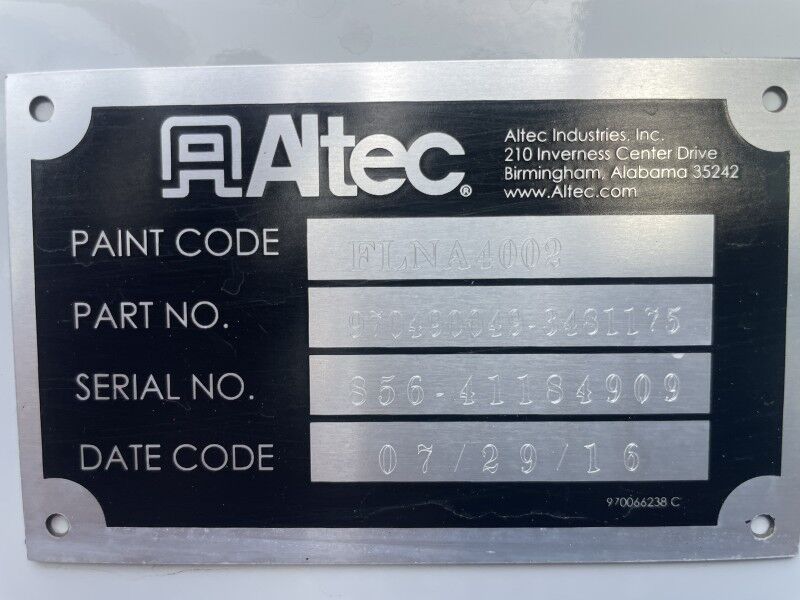 Altec®
Altec Industries, Inc.
210 Inverness Center Drive
Birmingham, Alabama 35242
www.Altec.com
PAINT CODE FLNA4002
PART NO.
SERIAL NO. 856-41184909
DATE CODE 07/29/16
970066238 C